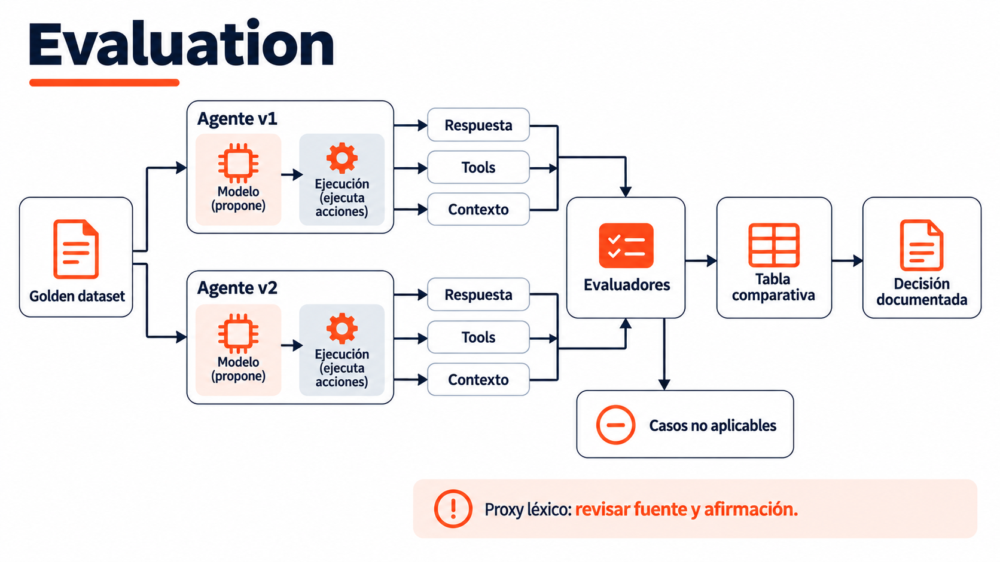 Evaluation
Agente v1
Modelo
(propone)
Ejecución
(ejecuta
acciones)
Respuesta
Tools
Contexto
Golden dataset
Agente v2
Modelo
(propone)
Ejecución
(ejecuta
acciones)
Respuesta
Tools
Contexto
Evaluadores
Tabla
comparativa
Decisión
documentada
Casos no aplicables
Proxy léxico: revisar fuente y afirmación.